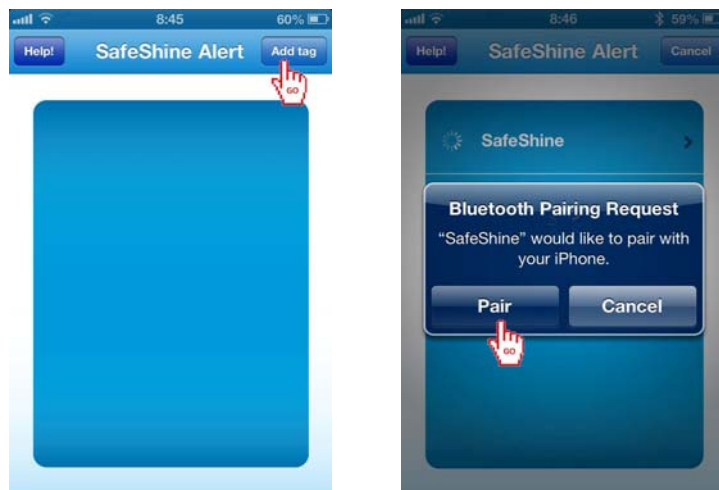 8:45 60%
Help! SafeShine Alert Add tag
GO
8:46 59%
Help! SafeShine Alert Cancel
SafeShine
Bluetooth Pairing Request
“SafeShine” would like to pair with
your iPhone.
Pair Cancel
GO